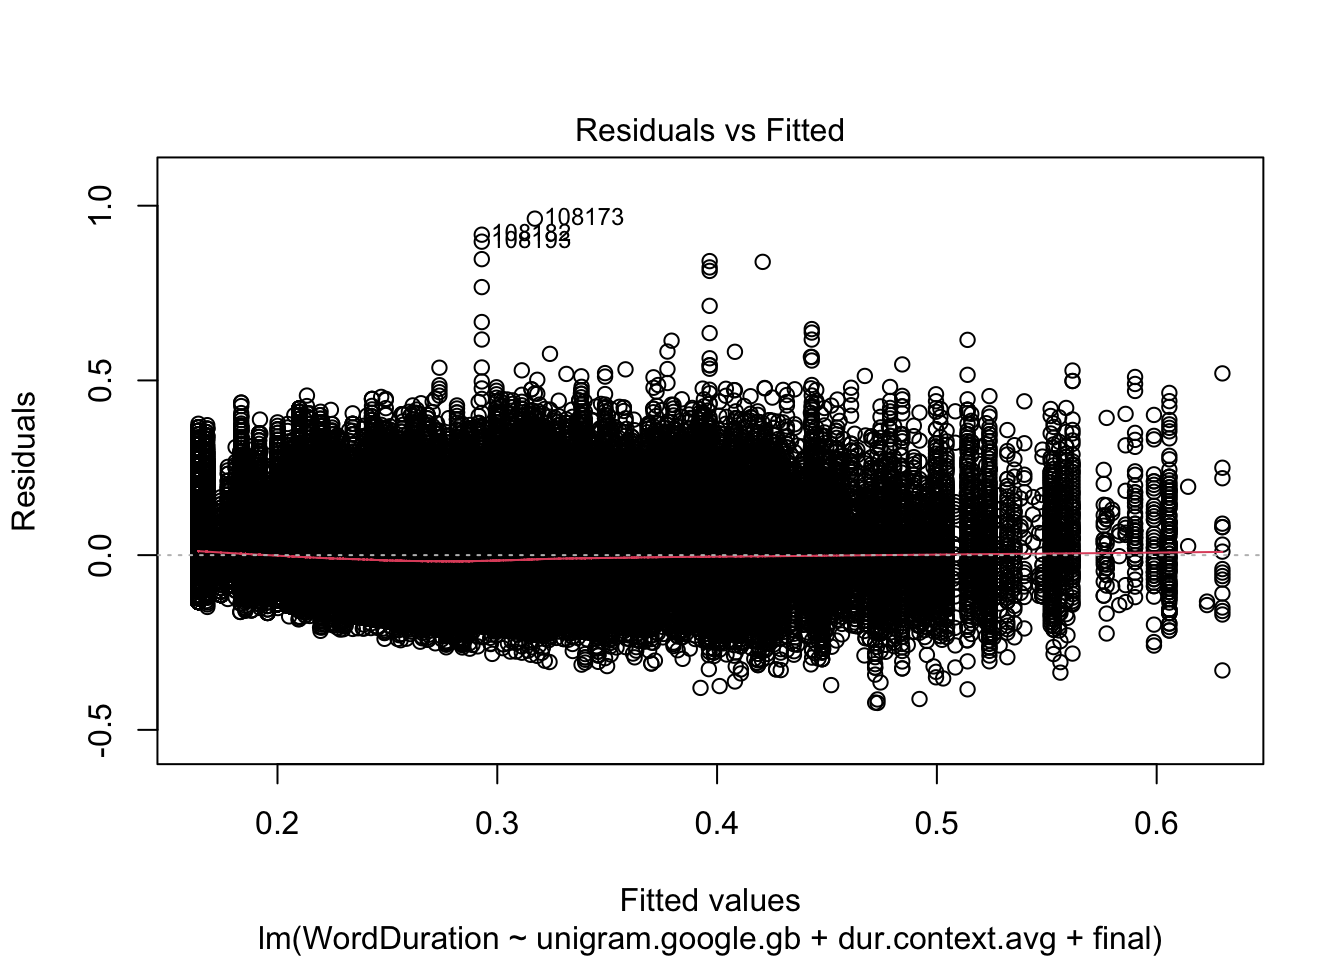 Residuals vs Fitted
Residuals
1.0
0.5
0.0
-0.5
108173
108182
108193
0.2 0.3 0.4 0.5 0.6
Fitted values
lm(WordDuration ~ unigram.google.gb + dur.context.avg + final)